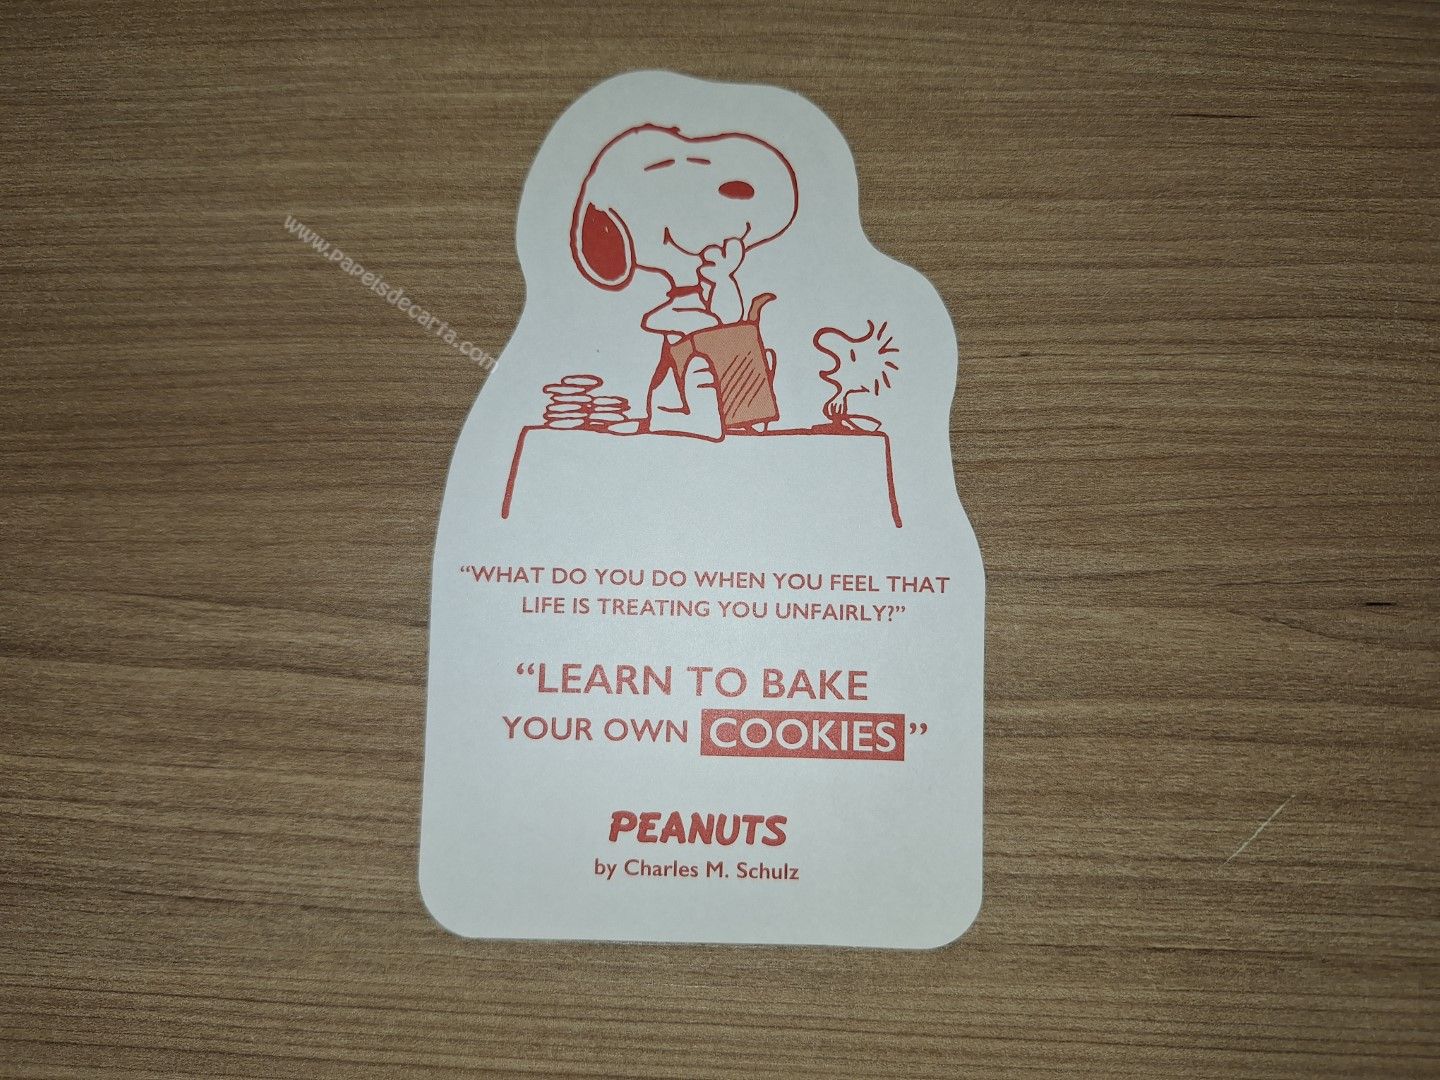 www.papeisdecarta.com
“WHAT DO YOU DO WHEN YOU FEEL THAT
LIFE IS TREATING YOU UNFAIRLY?”
“LEARN TO BAKE
YOUR OWN COOKIES”
PEANUTS
by Charles M. Schulz